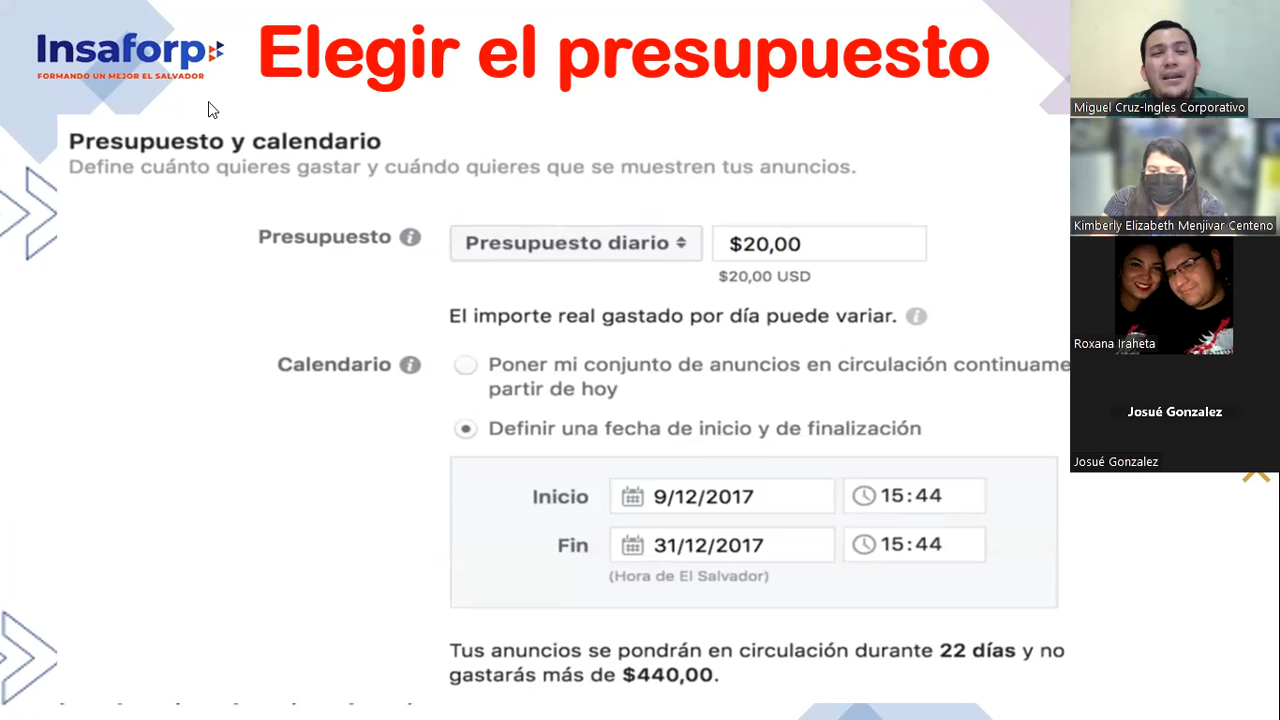 Insaforp
FORMANDO UN MEJOR EL SALVADOR
Elegir el presupuesto
Presupuesto y calendario
Define cuánto quieres gastar y cuándo quieres que se muestren tus anuncios.
Presupuesto
Presupuesto diario
$20,00
$20,00 USD
El importe real gastado por día puede variar.
Calendario
Poner mi conjunto de anuncios en circulación continuame
partir de hoy
Definir una fecha de inicio y de finalización
Inicio 9/12/2017 15:44
Fin 31/12/2017 15:44
(Hora de El Salvador)
Tus anuncios se pondrán en circulación durante 22 días y no
gastarás más de $440,00.
Miguel Cruz-Ingles Corporativo
Kimberly Elizabeth Menjivar Centeno
Roxana Iraheta
Josué Gonzalez
Josué Gonzalez